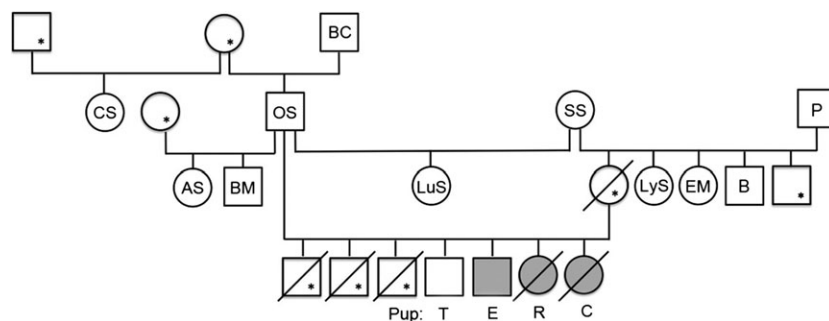 * * BC
CS * OS SS P
AS BM LuS * LyS EM B *
* * *
Pup: T E R C